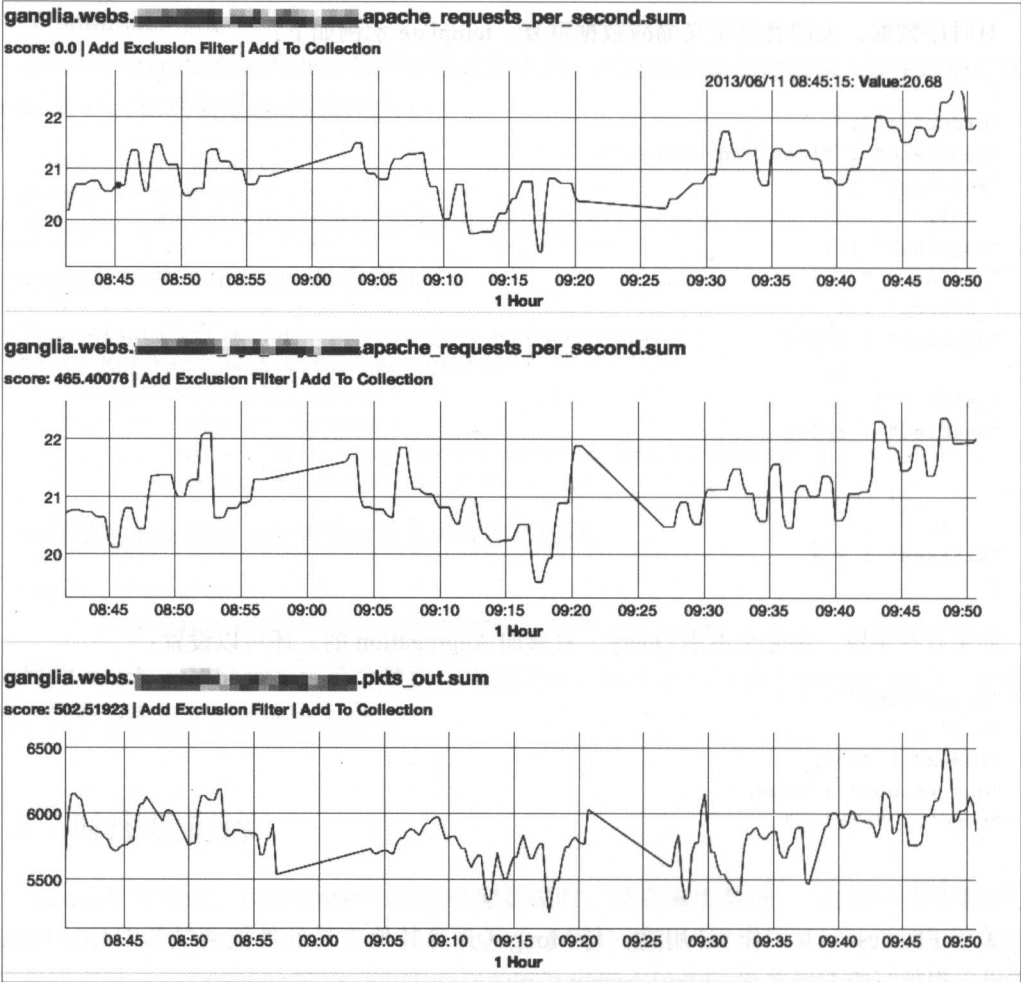 ganglia.webs. .apache_requests_per_second.sum
score: 0.0 | Add Exclusion Filter | Add To Collection
2013/06/11 08:45:15: Value:20.68
22
21
20
08:45 08:50 08:55 09:00 09:05 09:10 09:15 09:20 09:25 09:30 09:35 09:40 09:45 09:50
1 Hour
ganglia.webs. .apache_requests_per_second.sum
score: 465.40076 | Add Exclusion Filter | Add To Collection
22
21
20
08:45 08:50 08:55 09:00 09:05 09:10 09:15 09:20 09:25 09:30 09:35 09:40 09:45 09:50
1 Hour
ganglia.webs. .pkts_out.sum
score: 502.51923 | Add Exclusion Filter | Add To Collection
6500
6000
5500
08:45 08:50 08:55 09:00 09:05 09:10 09:15 09:20 09:25 09:30 09:35 09:40 09:45 09:50
1 Hour